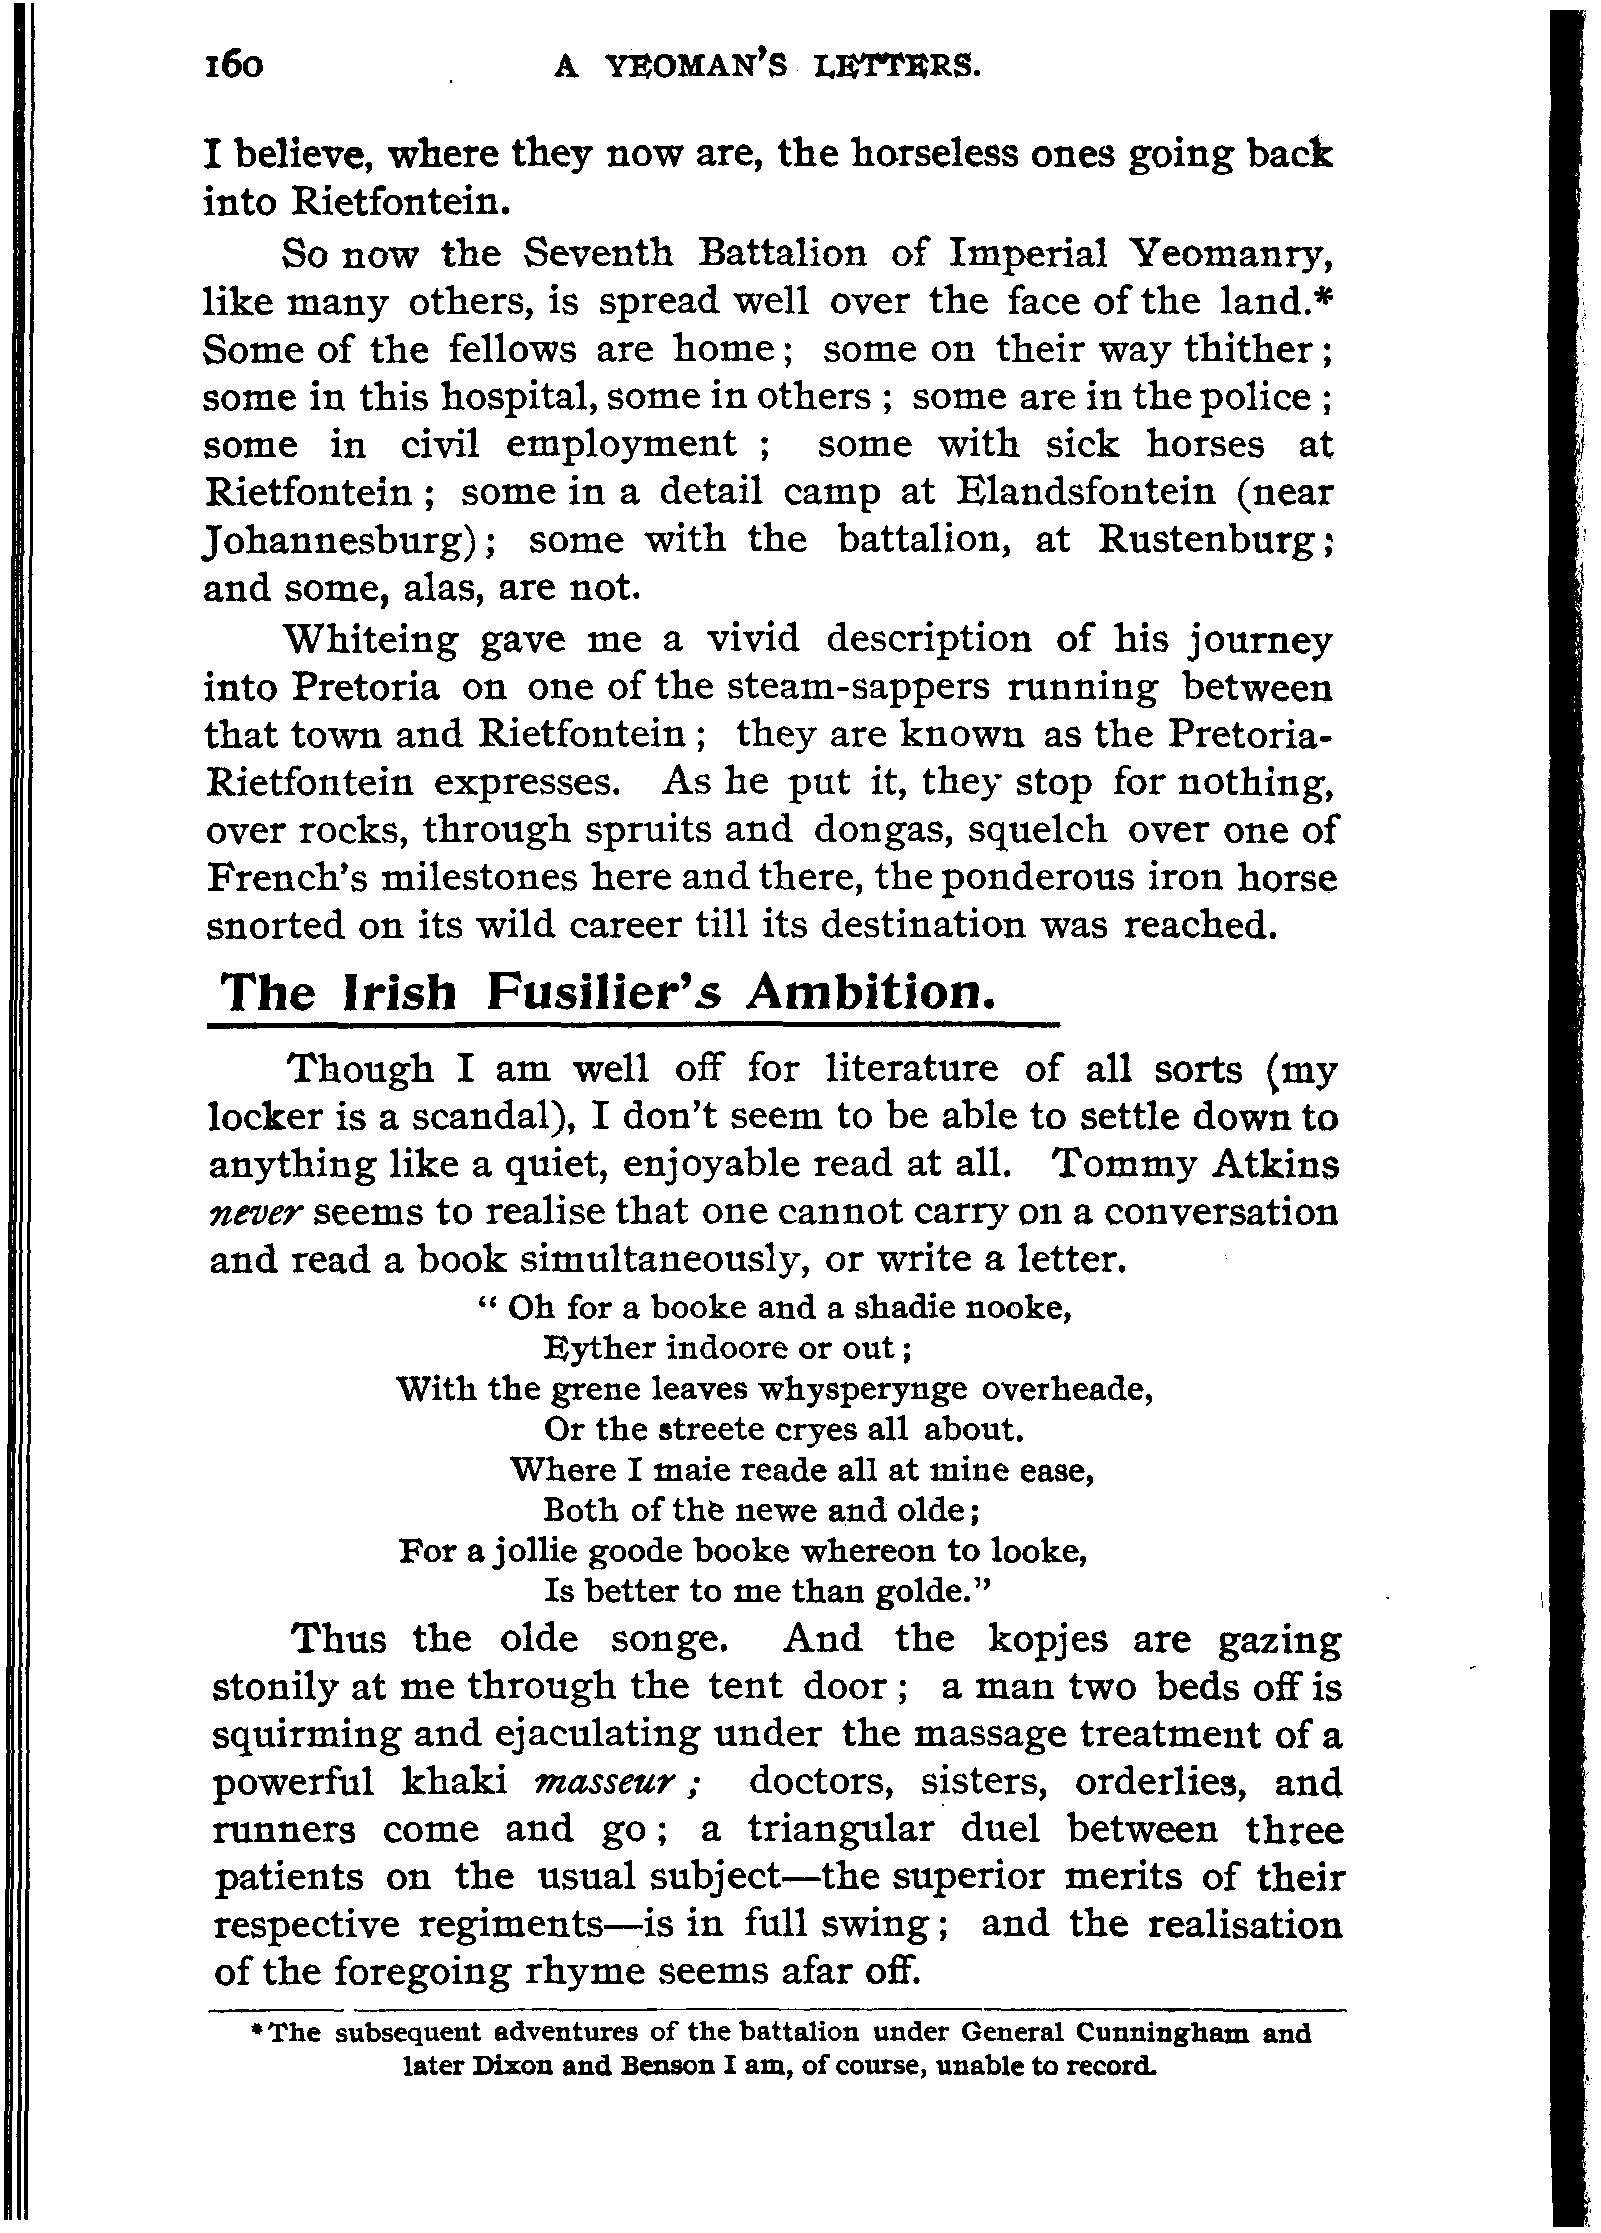 160 A YEOMAN'S LETTERS.
I believe, where they now are, the horseless ones going back
into Rietfontein.
So now the Seventh Battalion of Imperial Yeomanry,
like many others, is spread well over the face of the land.*
Some of the fellows are home; some on their way thither;
some in this hospital, some in others; some are in the police;
some in civil employment; some with sick horses at
Rietfontein; some in a detail camp at Elandsfontein (near
Johannesburg); some with the battalion, at Rustenburg;
and some, alas, are not.
Whiteing gave me a vivid description of his journey
into Pretoria on one of the steam-sappers running between
that town and Rietfontein; they are known as the Pretoria-
Rietfontein expresses. As he put it, they stop for nothing,
over rocks, through spruits and dongas, squelch over one of
French's milestones here and there, the ponderous iron horse
snorted on its wild career till its destination was reached.
The Irish Fusilier's Ambition.
Though I am well off for literature of all sorts (my
locker is a scandal), I don't seem to be able to settle down to
anything like a quiet, enjoyable read at all. Tommy Atkins
never seems to realise that one cannot carry on a conversation
and read a book simultaneously, or write a letter.
“ Oh for a booke and a shadie nooke,
Eyther indoore or out;
With the grene leaves whysperynge overheade,
Or the streete cryes all about.
Where I maie reade all at mine ease,
Both of the newe and olde;
For a jollie goode booke whereon to looke,
Is better to me than golde.”
Thus the olde songe. And the kopjes are gazing
stonily at me through the tent door; a man two beds off is
squirming and ejaculating under the massage treatment of a
powerful khaki masseur; doctors, sisters, orderlies, and
runners come and go; a triangular duel between three
patients on the usual subject—the superior merits of their
respective regiments—is in full swing; and the realisation
of the foregoing rhyme seems afar off.
*The subsequent adventures of the battalion under General Cunningham and
later Dixon and Benson I am, of course, unable to record.